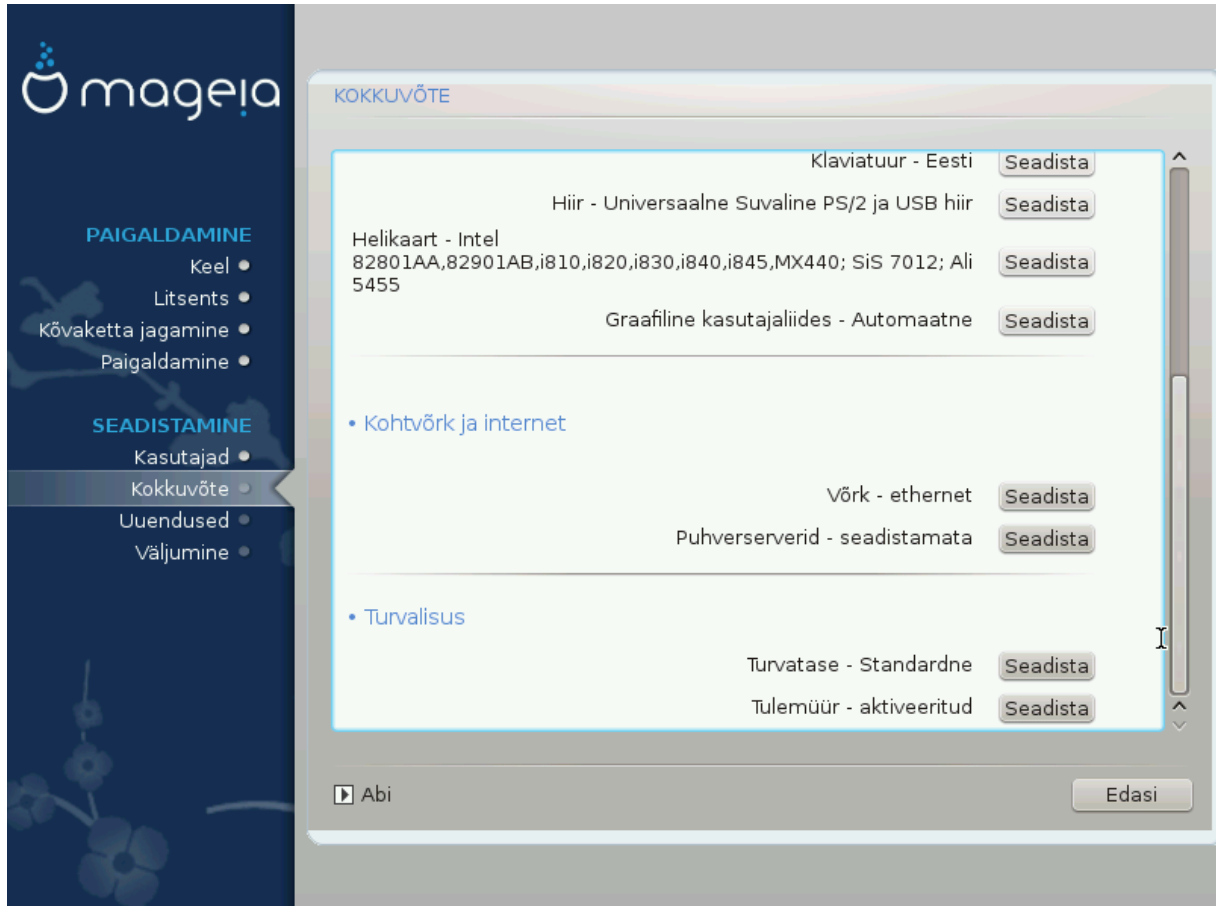 mageia
PAIGALDAMINE
Keel
Litsents
Kõvaketta jagamine
Paigaldamine
SEADISTAMINE
Kasutajad
Kokkuvõte
Uuendused
Väljumine
KOKKUVÕTE
Klaviatuur - Eesti Seadista
Hiir - Universaalne Suvaline PS/2 ja USB hiir Seadista
Helikaart - Intel
82801AA,82901AB,i810,i820,i830,i840,i845,MX440; SiS 7012; Ali Seadista
5455
Graafiline kasutajaliides - Automaatne Seadista
• Kohtvõrk ja internet
Võrk - ethernet Seadista
Puhverserverid - seadistamata Seadista
• Turvalisus
Turvatase - Standardne Seadista
Tulemüür - aktiveeritud Seadista
Abi
Edasi